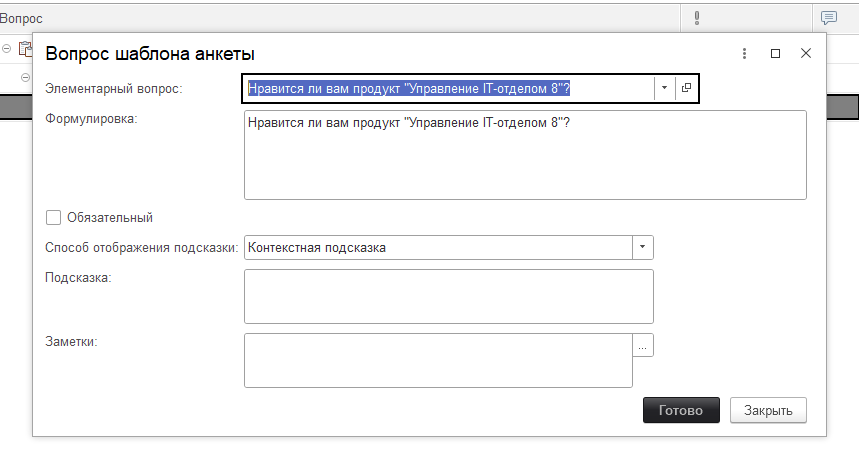 Вопрос
Вопрос шаблона анкеты
Элементарный вопрос:
Нравится ли вам продукт "Управление IT-отделом 8"?
Формулировка:
Нравится ли вам продукт "Управление IT-отделом 8"?
Обязательный
Способ отображения подсказки:
Контекстная подсказка
Подсказка:
Заметки:
...
Готово
Закрыть